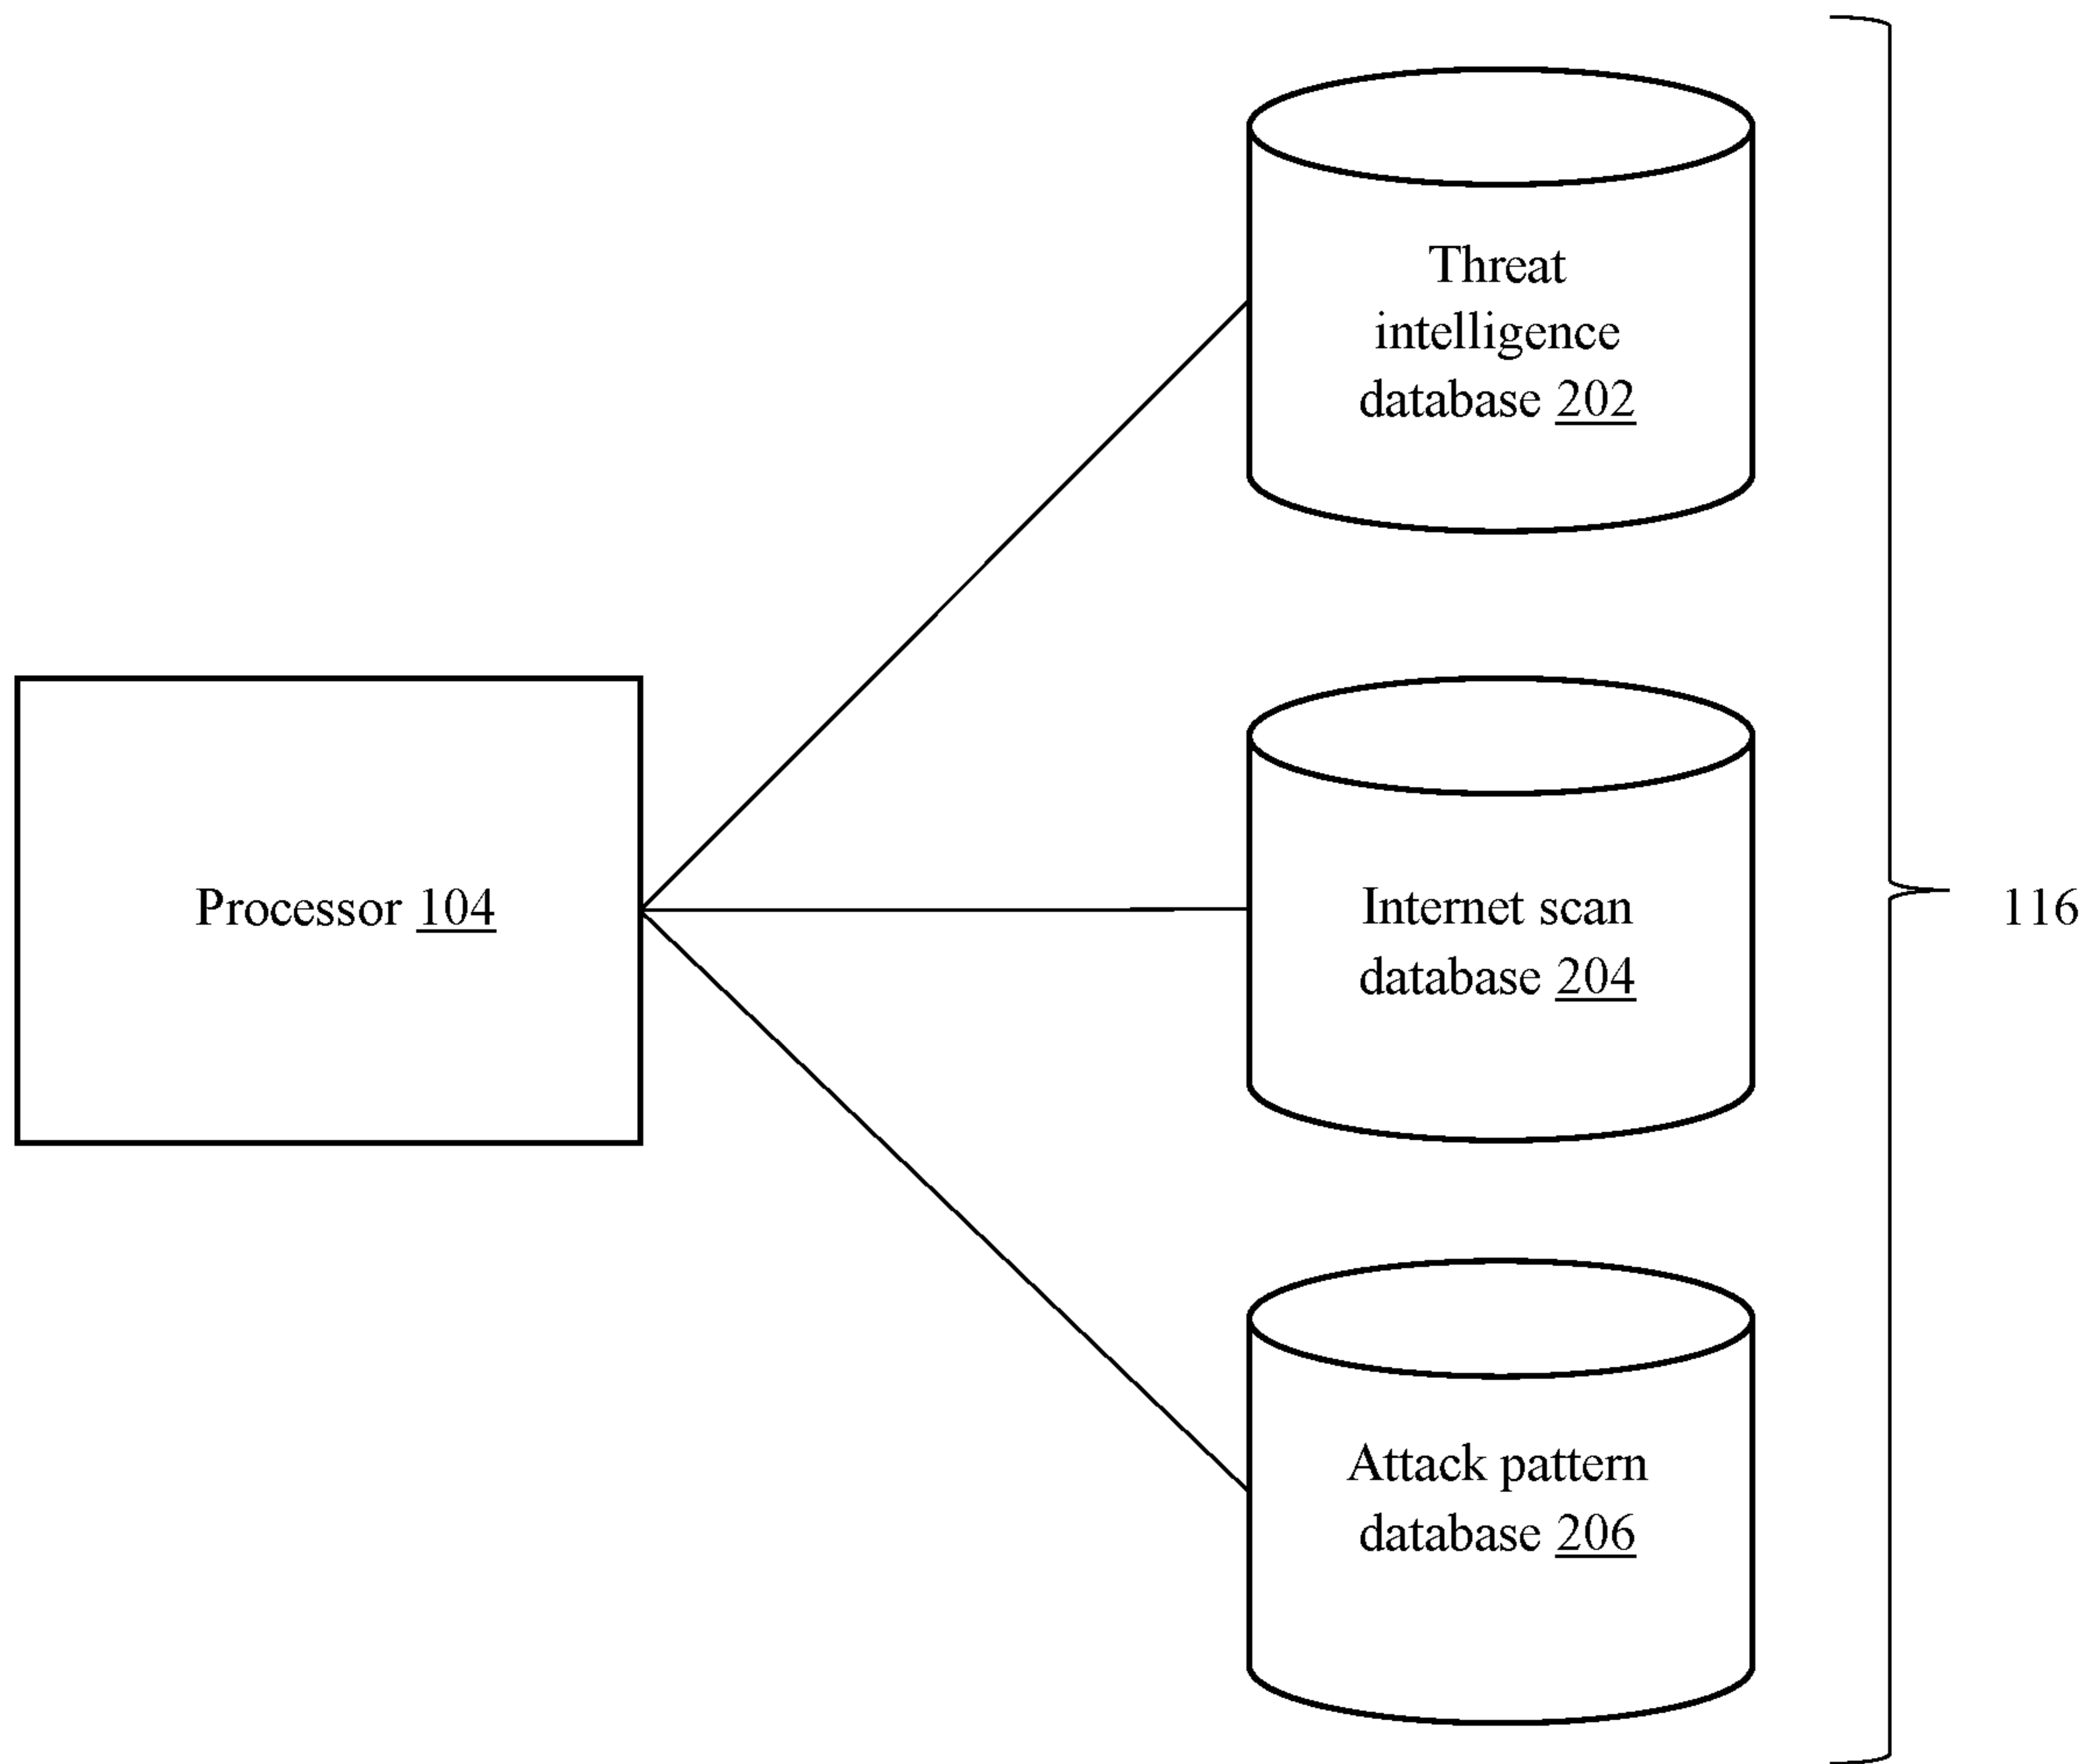 Threat
intelligence
database 202
Processor 104
Internet scan
database 204
116
Attack pattern
database 206